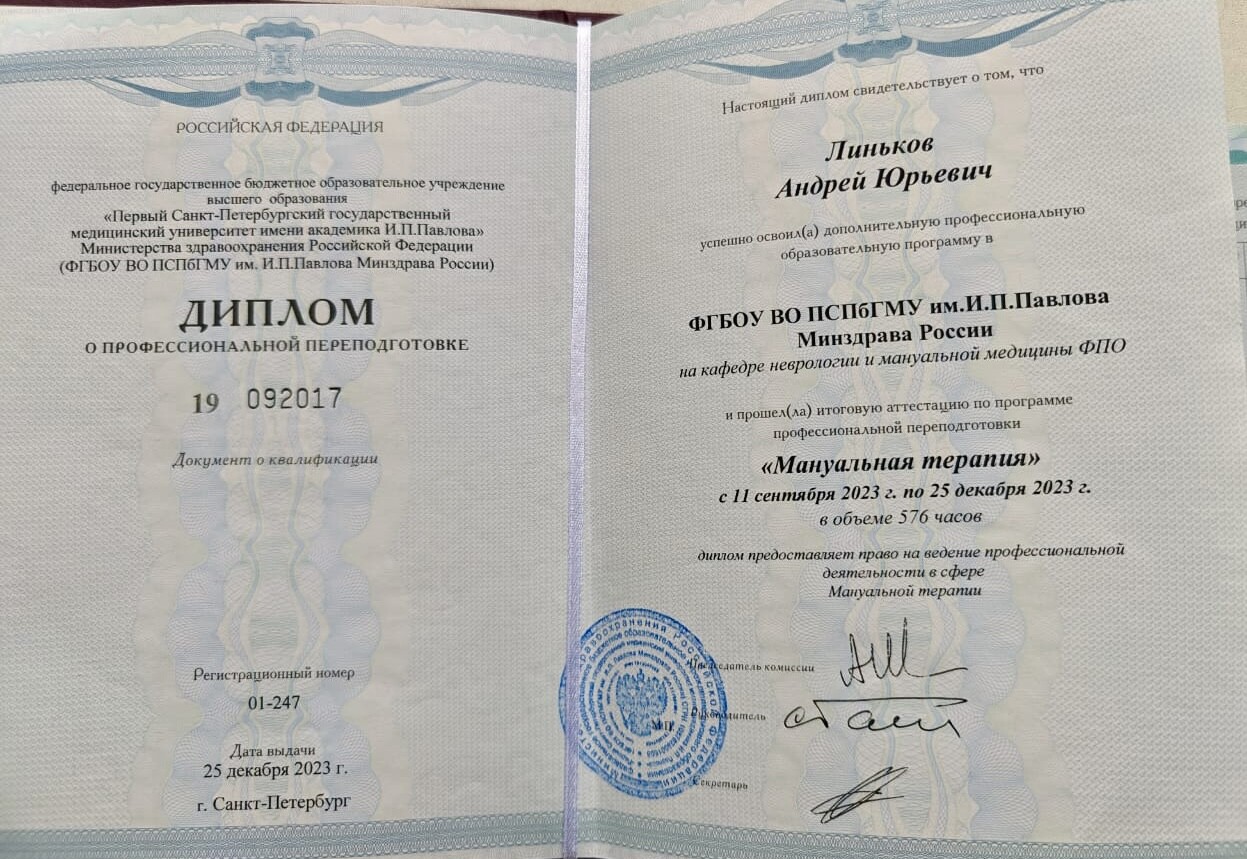 РОССИЙСКАЯ ФЕДЕРАЦИЯ
федеральное государственное бюджетное образовательное учреждение
высшего образования
«Первый Санкт-Петербургский государственный
медицинский университет имени академика И.П.Павлова»
Министерства здравоохранения Российской Федерации
(ФГБОУ ВО ПСПбГМУ им. И.П.Павлова Минздрава России)
ДИПЛОМ
О ПРОФЕССИОНАЛЬНОЙ ПЕРЕПОДГОТОВКЕ
19 092017
Документ о квалификации
Регистрационный номер
01-247
Дата выдачи
25 декабря 2023 г.
г. Санкт-Петербург
Настоящий диплом свидетельствует о том, что
Линьков
Андрей Юрьевич
успешно освоил(а) дополнительную профессиональную
образовательную программу в
ФГБОУ ВО ПСПбГМУ им.И.П.Павлова
Минздрава России
на кафедре неврологии и мануальной медицины ФПО
и прошел(ла) итоговую аттестацию по программе
профессиональной переподготовки
«Мануальная терапия»
с 11 сентября 2023 г. по 25 декабря 2023 г.
в объеме 576 часов
диплом предоставляет право на ведение профессиональной
деятельности в сфере
Мануальной терапии
Председатель комиссии
Руководитель
М.П.
Секретарь